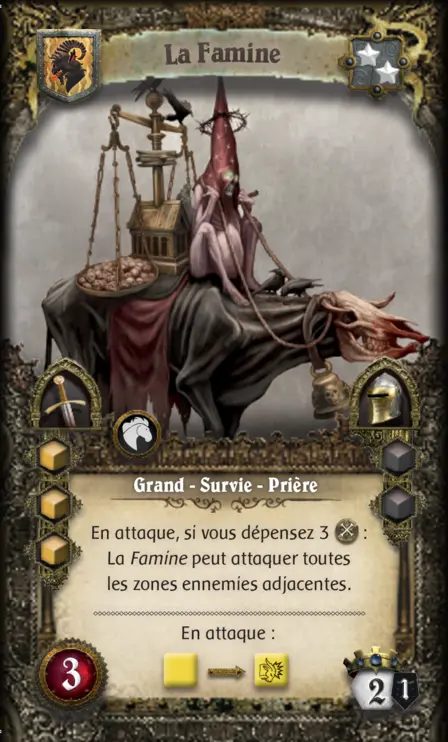 La Famine
Grand - Survie - Prière
En attaque, si vous dépensez 3 :
La Famine peut attaquer toutes
les zones ennemies adjacentes.
En attaque :
3
2 1